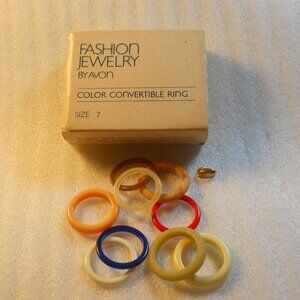 FASHION
JEWELRY
BY AVON
COLOR CONVERTIBLE RING
SIZE 7